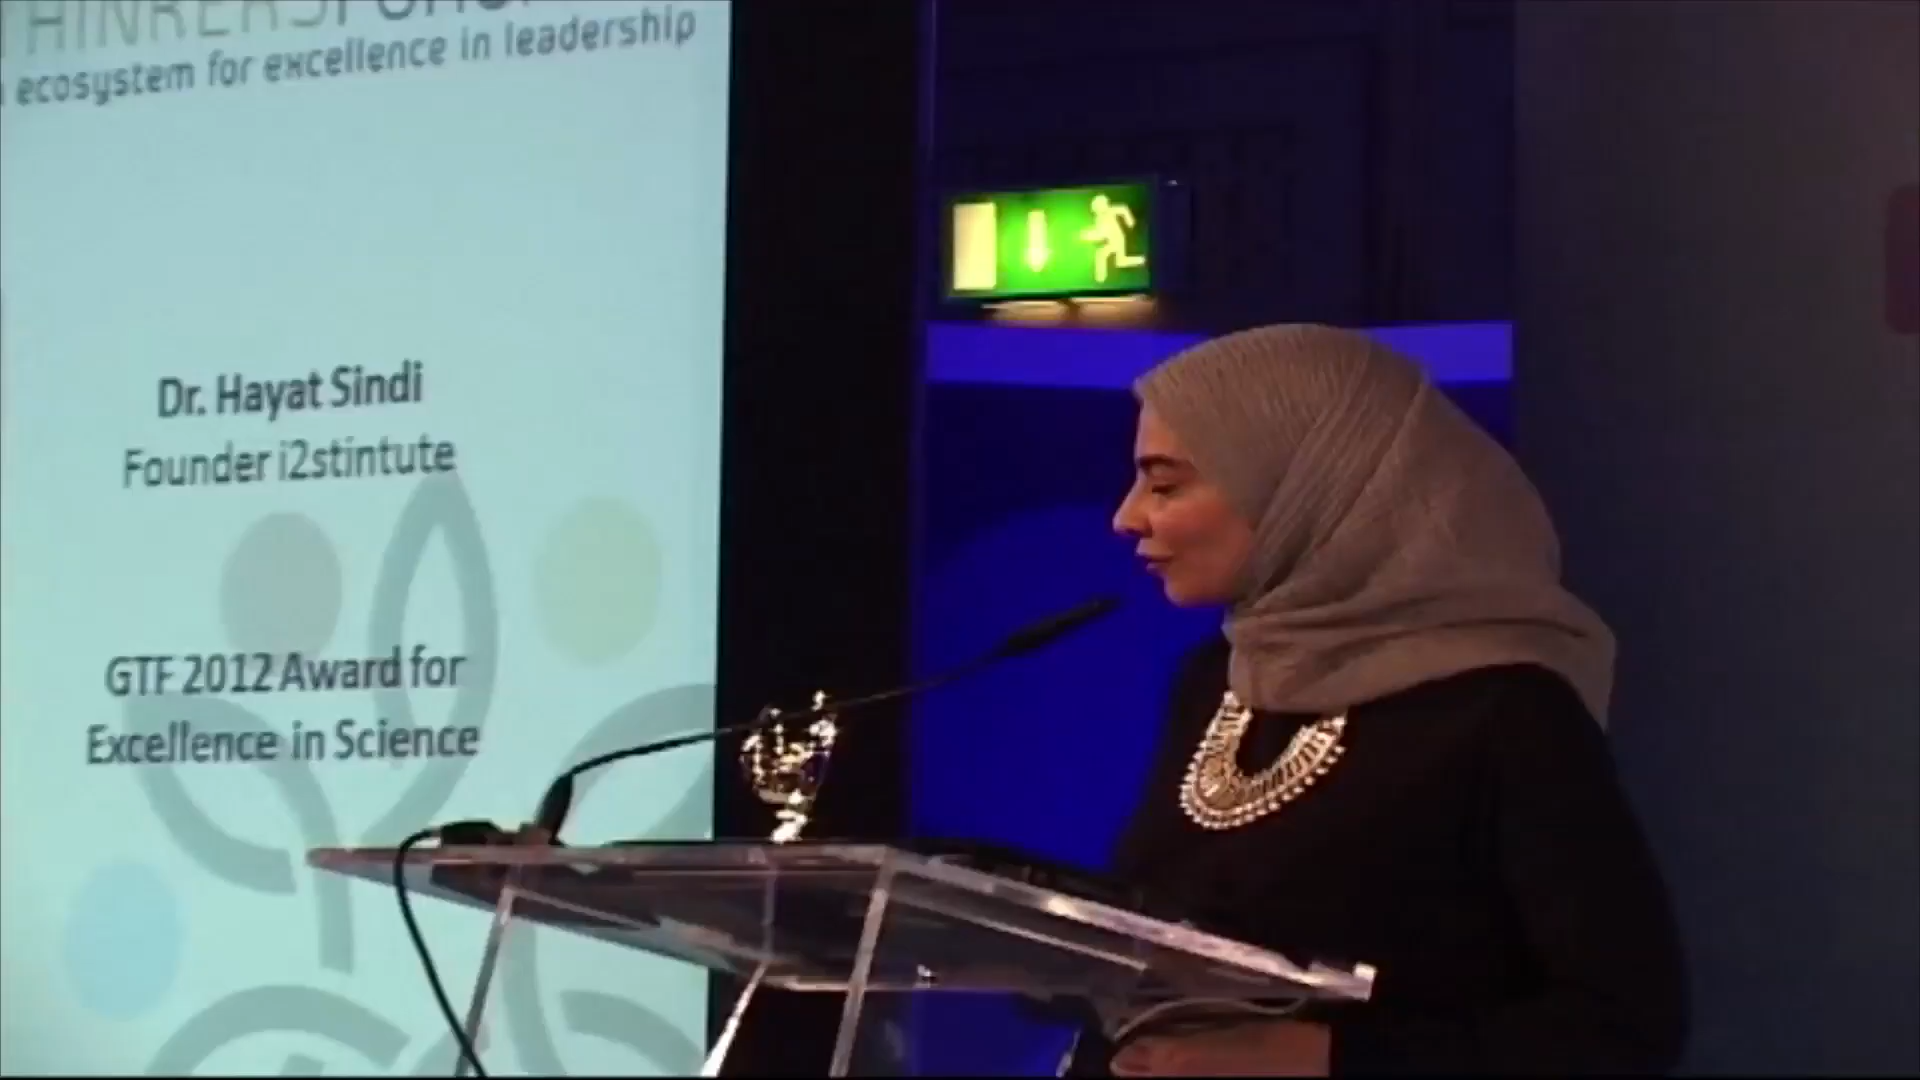 ecosystem for excellence in leadership
Dr. Hayat Sindi
Founder i2stintute
GTF 2012 Award for
Excellence in Science